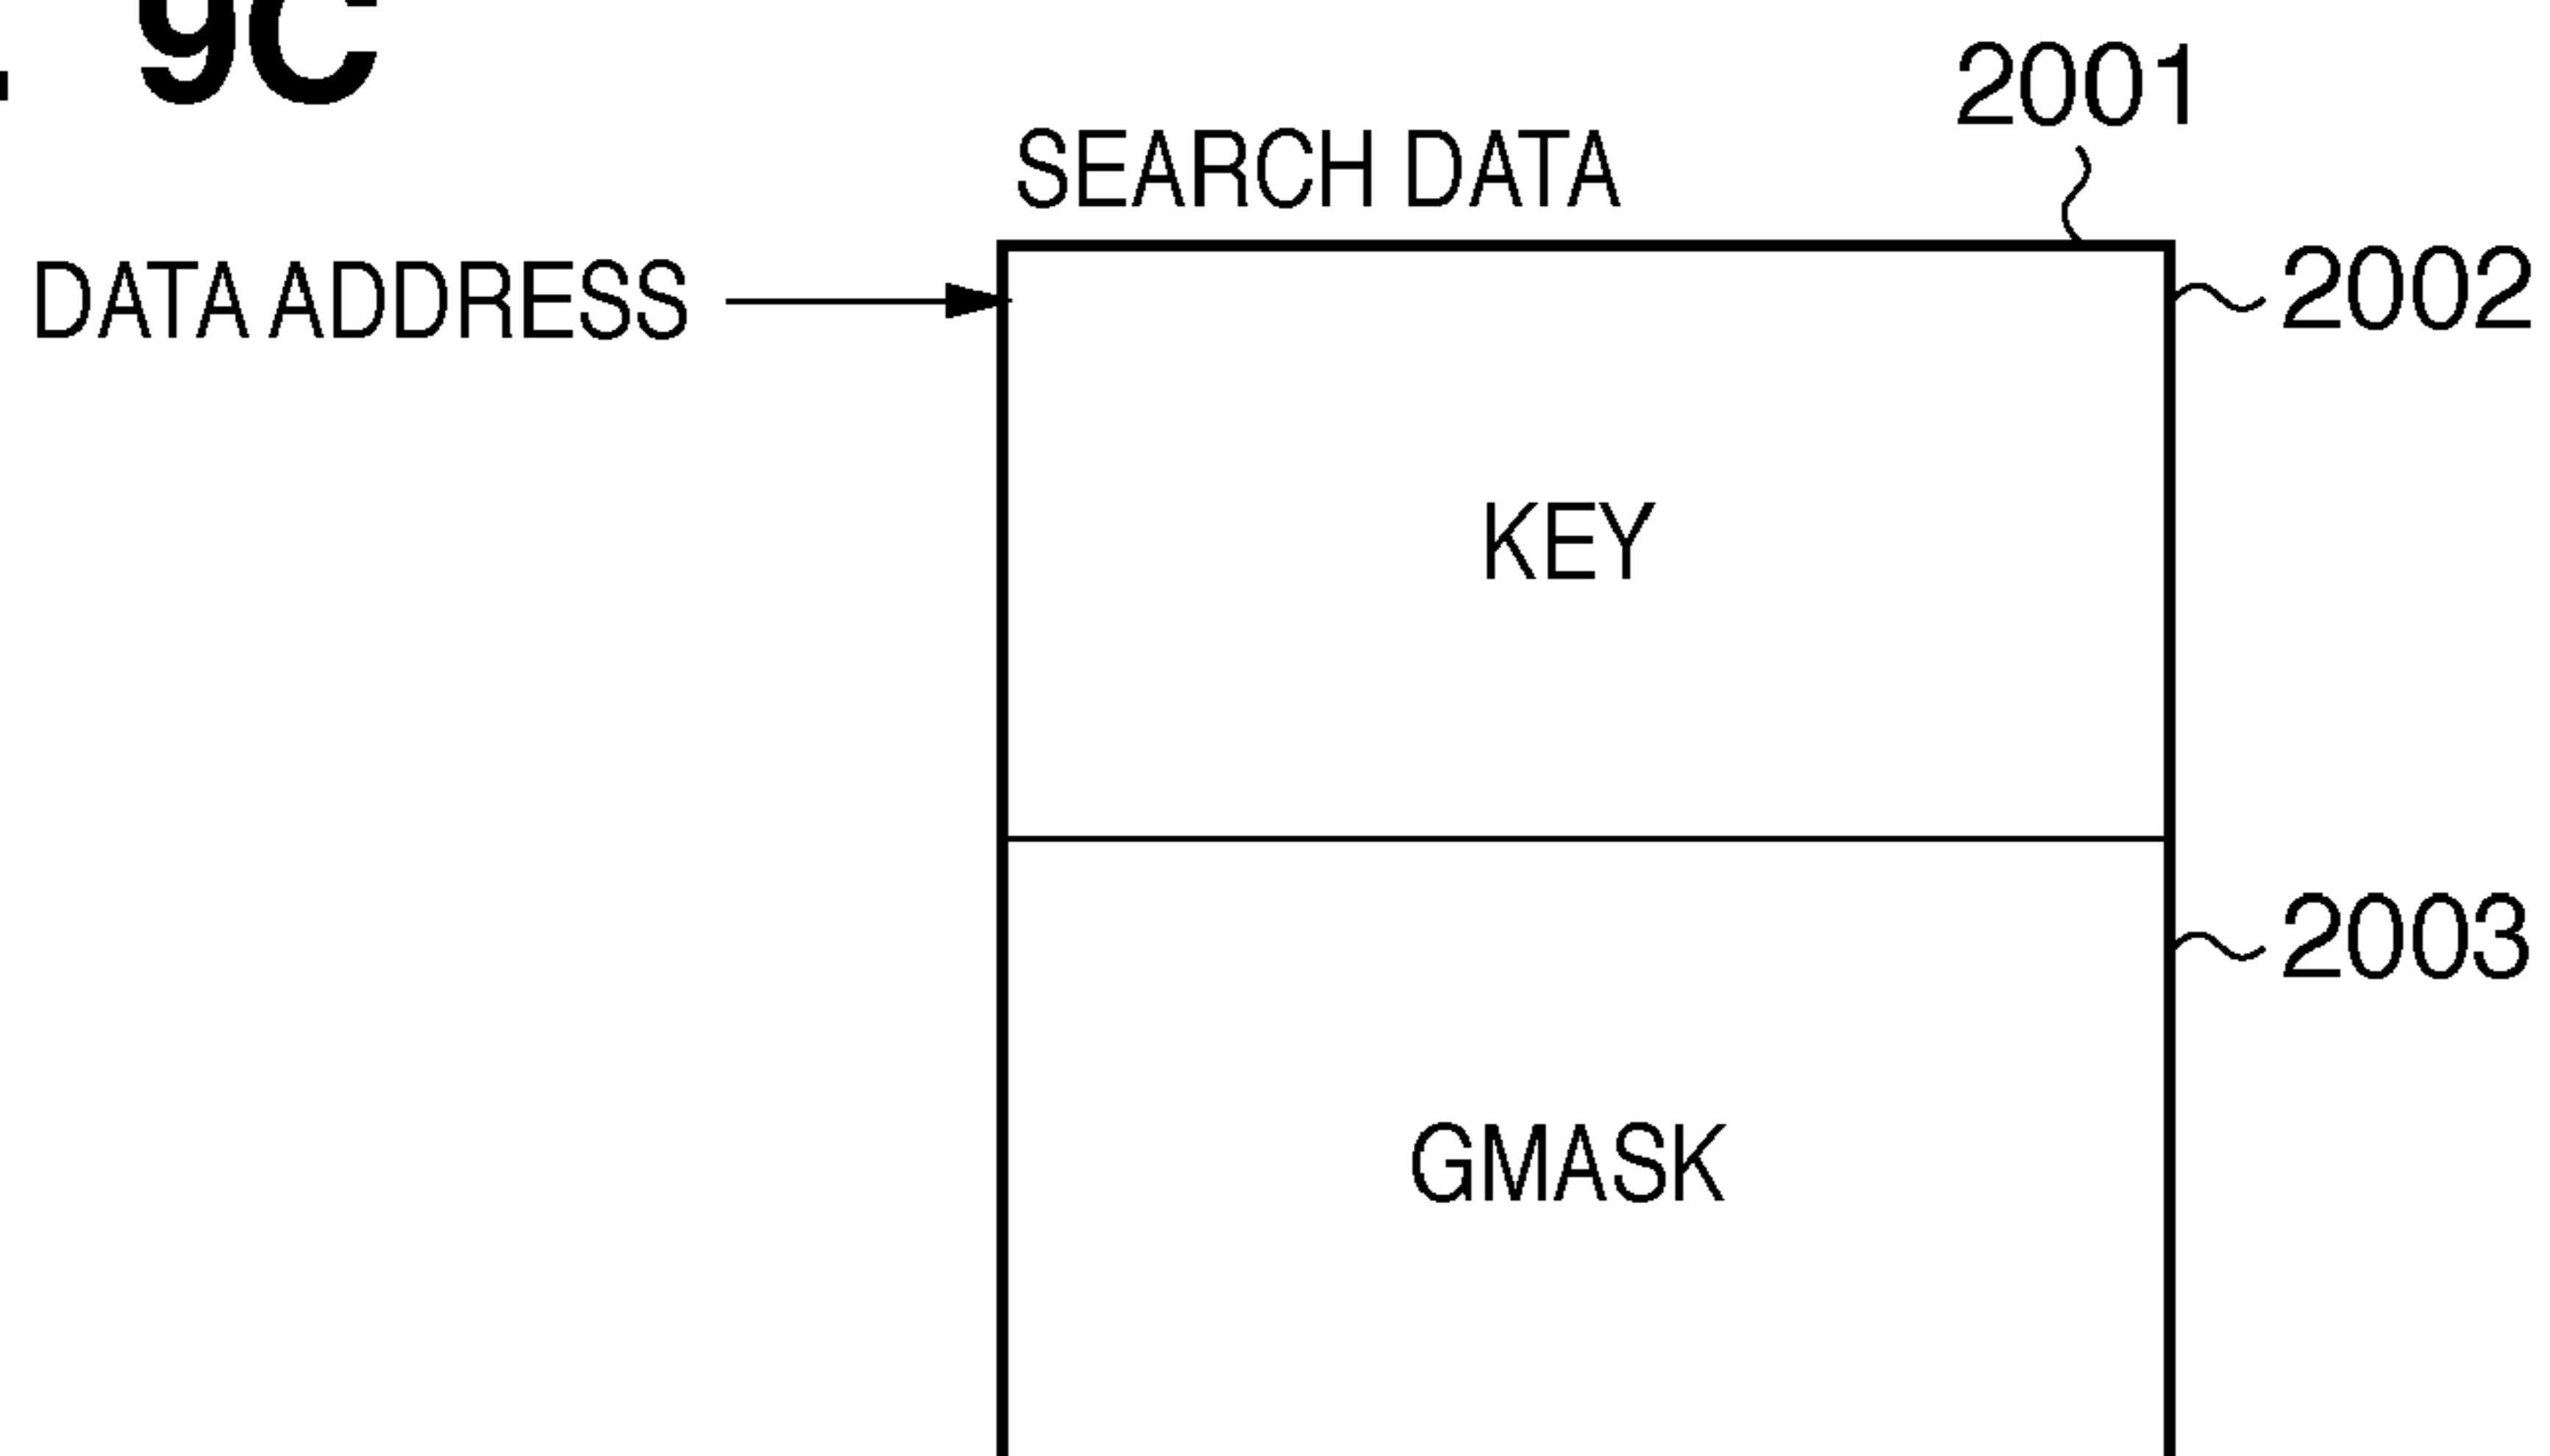 . 9C
2001
SEARCH DATA
DATA ADDRESS
2002
KEY
2003
GMASK